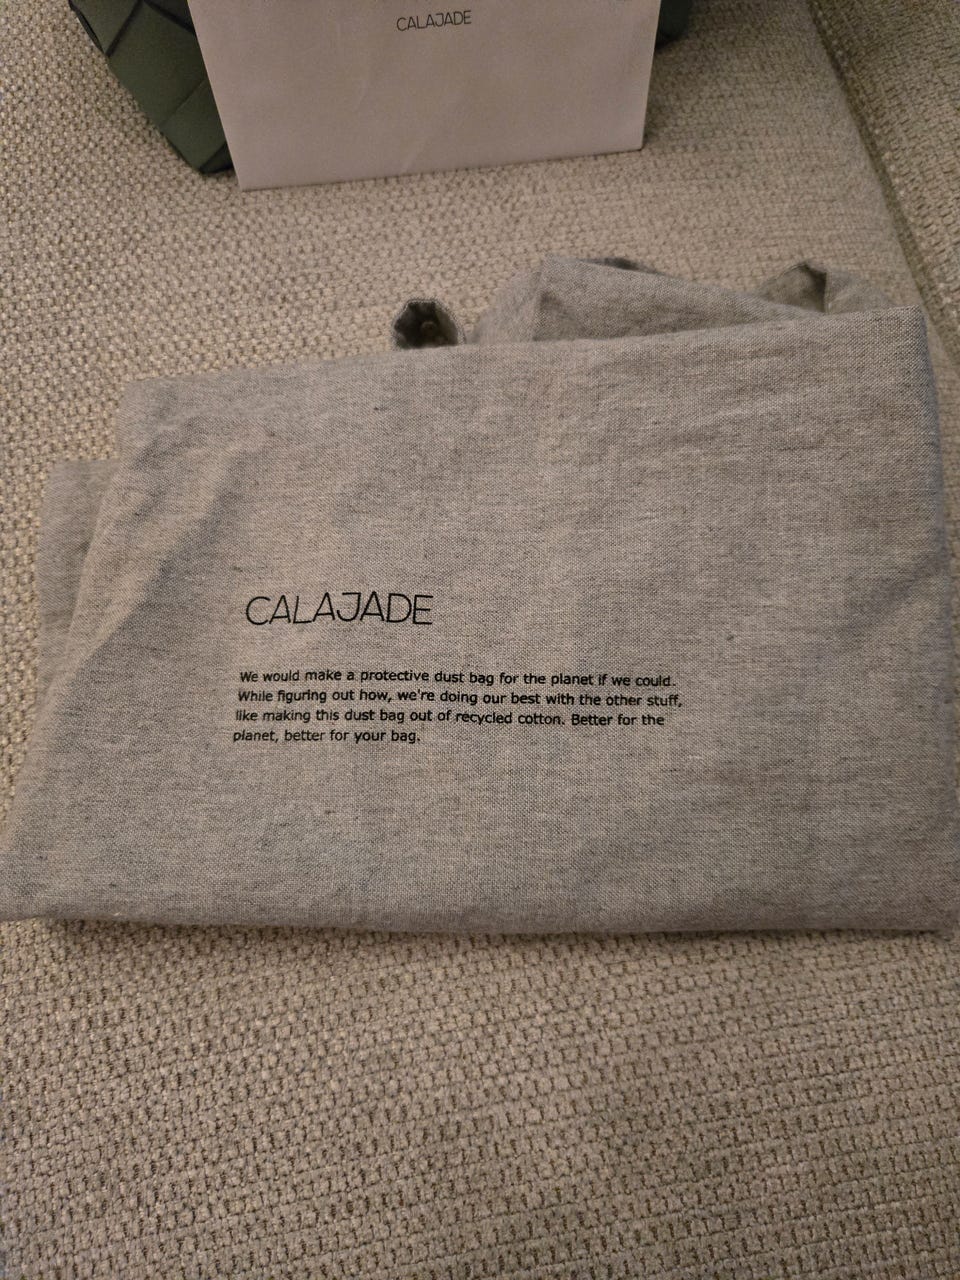 CALAJADE
CALAJADE
We would make a protective dust bag for the planet if we could.
While figuring out how, we're doing our best with the other stuff,
like making this dust bag out of recycled cotton. Better for the
planet, better for your bag.